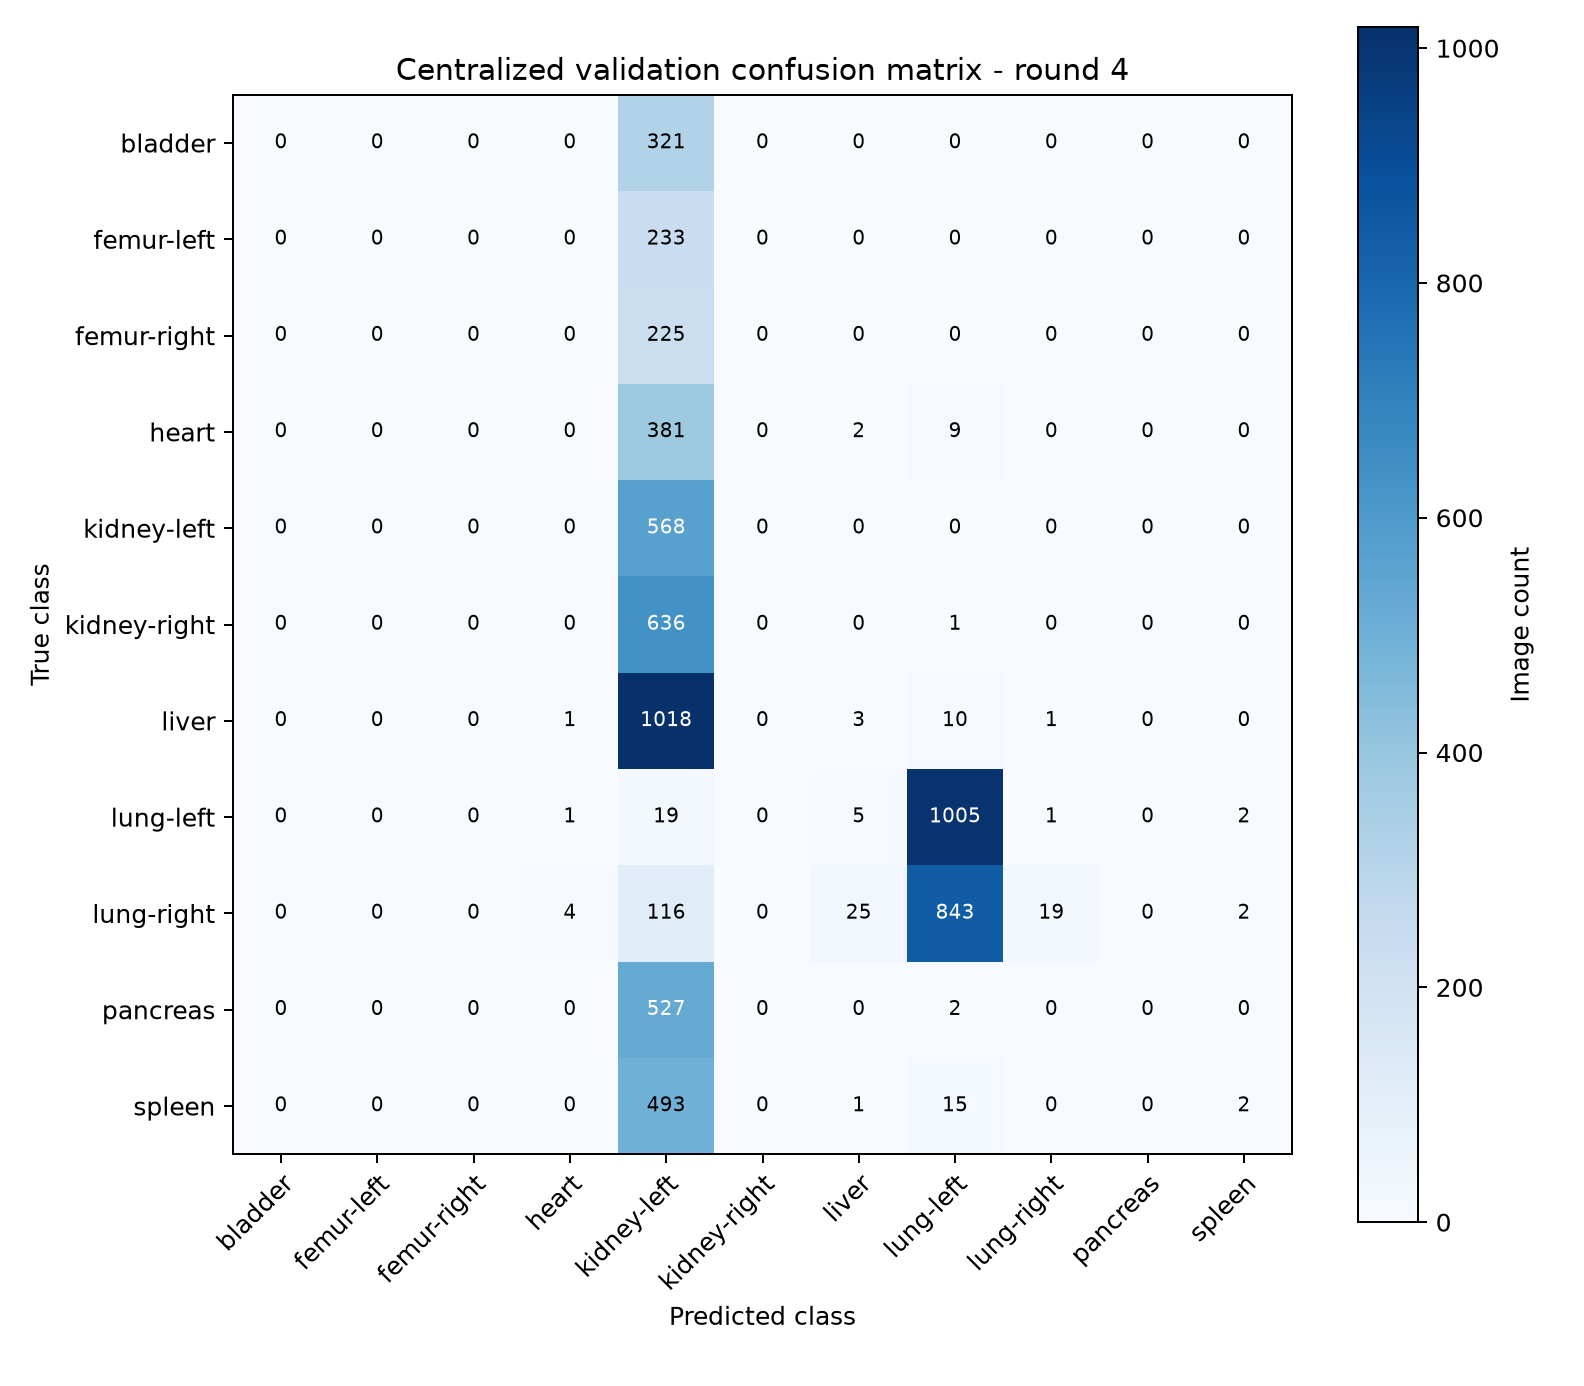 Centralized validation confusion matrix - round 4
bladder 0 0 0 0 321 0 0 0 0 0 0
femur-left 0 0 0 0 233 0 0 0 0 0 0
femur-right 0 0 0 0 225 0 0 0 0 0 0
heart 0 0 0 0 381 0 2 9 0 0 0
kidney-left 0 0 0 0 568 0 0 0 0 0 0
kidney-right 0 0 0 0 636 0 0 1 0 0 0
liver 0 0 0 1 1018 0 3 10 1 0 0
lung-left 0 0 0 1 19 0 5 1005 1 0 2
lung-right 0 0 0 4 116 0 25 843 19 0 2
pancreas 0 0 0 0 527 0 0 2 0 0 0
spleen 0 0 0 0 493 0 1 15 0 0 2
True class
bladder femur-left femur-right heart kidney-left kidney-right liver lung-left lung-right pancreas spleen
Predicted class
1000
800
600
400
200
0
Image count